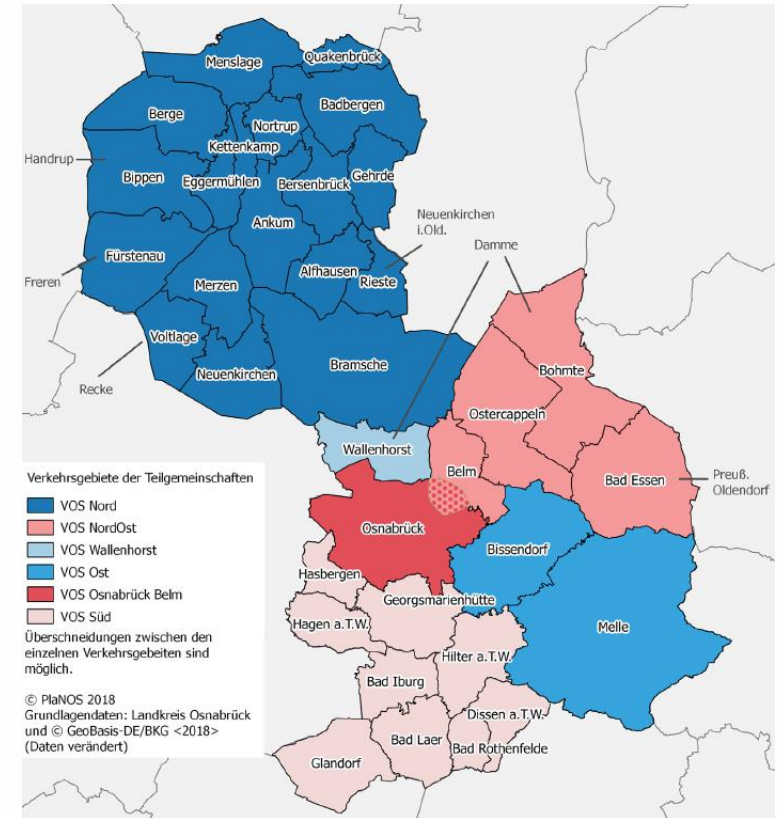 Menslage
Quakenbrück
Berge
Badbergen
Nortrup
Kettenkamp
Handrup
Bippen
Eggermühlen
Bersenbrück
Gehrde
Ankum
Neuenkirchen
i.Old.
Damme
Fürstenau
Alfhausen
Rieste
Freren
Merzen
Voltlage
Bramsche
Bohmte
Neuenkirchen
Recke
Ostercappeln
Wallenhorst
Belm
Bad Essen
Preuß.
Oldendorf
Osnabrück
Bissendorf
Hasbergen
Georgsmarienhütte
Hagen a.T.W.
Melle
Hilter a.T.W.
Bad Iburg
Dissen a.T.W.
Bad Laer
Bad Rothenfelde
Glandorf
Verkehrsgebiete der Teilgemeinschaften
VOS Nord
VOS NordOst
VOS Wallenhorst
VOS Ost
VOS Osnabrück Belm
VOS Süd
Überschneidungen zwischen den
einzelnen Verkehrsgebeiten sind
möglich.
© PlaNOS 2018
Grundlagendaten: Landkreis Osnabrück
und © GeoBasis-DE/BKG <2018>
(Daten verändert)